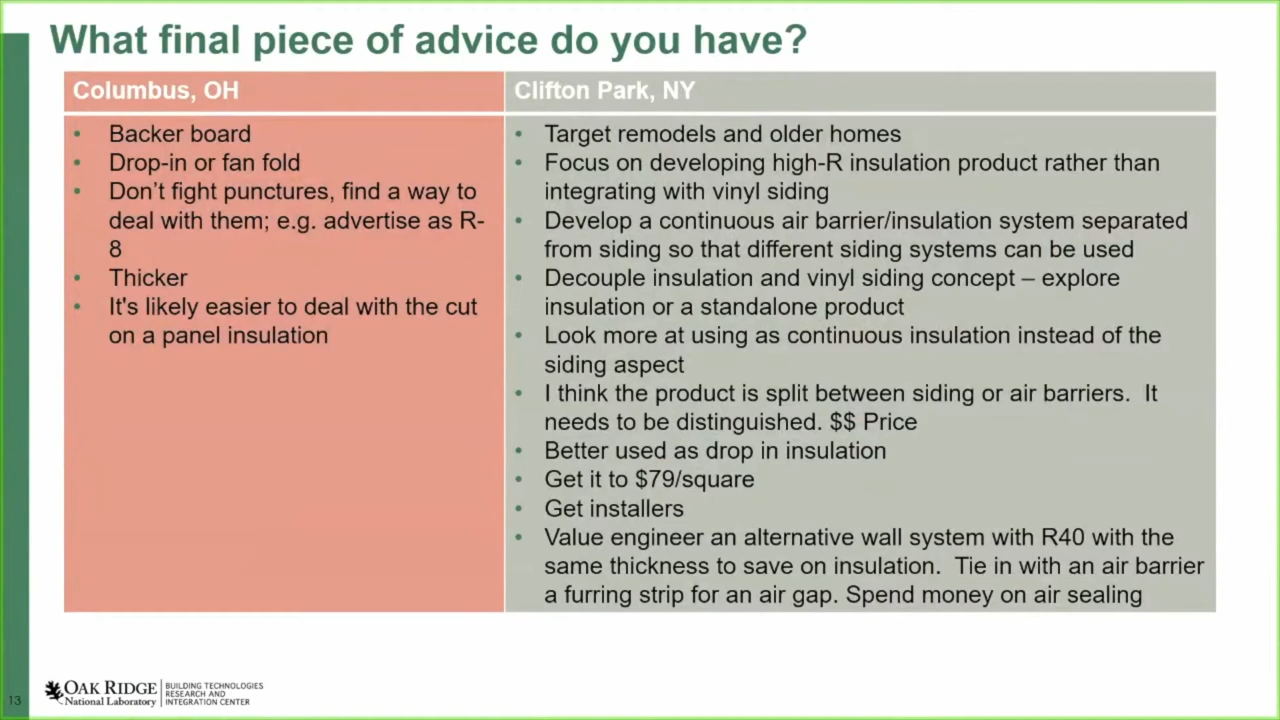 What final piece of advice do you have?
Columbus, OH
• Backer board
• Drop-in or fan fold
• Don't fight punctures, find a way to
deal with them; e.g. advertise as R-
8
• Thicker
• It's likely easier to deal with the cut
on a panel insulation
Clifton Park, NY
• Target remodels and older homes
• Focus on developing high-R insulation product rather than
integrating with vinyl siding
• Develop a continuous air barrier/insulation system separated
from siding so that different siding systems can be used
• Decouple insulation and vinyl siding concept – explore
insulation or a standalone product
• Look more at using as continuous insulation instead of the
siding aspect
• I think the product is split between siding or air barriers.  It
needs to be distinguished. $$ Price
• Better used as drop in insulation
• Get it to $79/square
• Get installers
• Value engineer an alternative wall system with R40 with the
same thickness to save on insulation.  Tie in with an air barrier
a furring strip for an air gap. Spend money on air sealing
13
OAK RIDGE
National Laboratory
BUILDING TECHNOLOGIES
RESEARCH AND
INTEGRATION CENTER